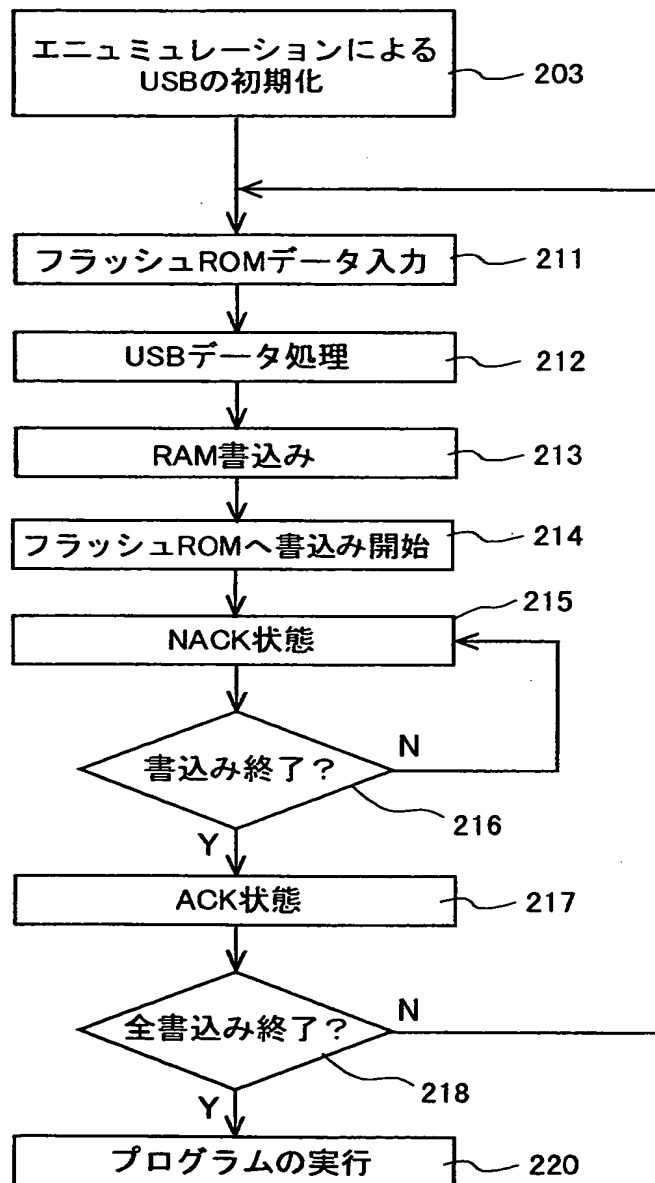 エニュミュレーションによる
USBの初期化
203
フラッシュROMデータ入力
211
USBデータ処理
212
RAM書込み
213
フラッシュROMへ書込み開始
214
215
NACK状態
書込み終了？
N
216
Y
ACK状態
217
全書込み終了？
N
218
Y
プログラムの実行
220